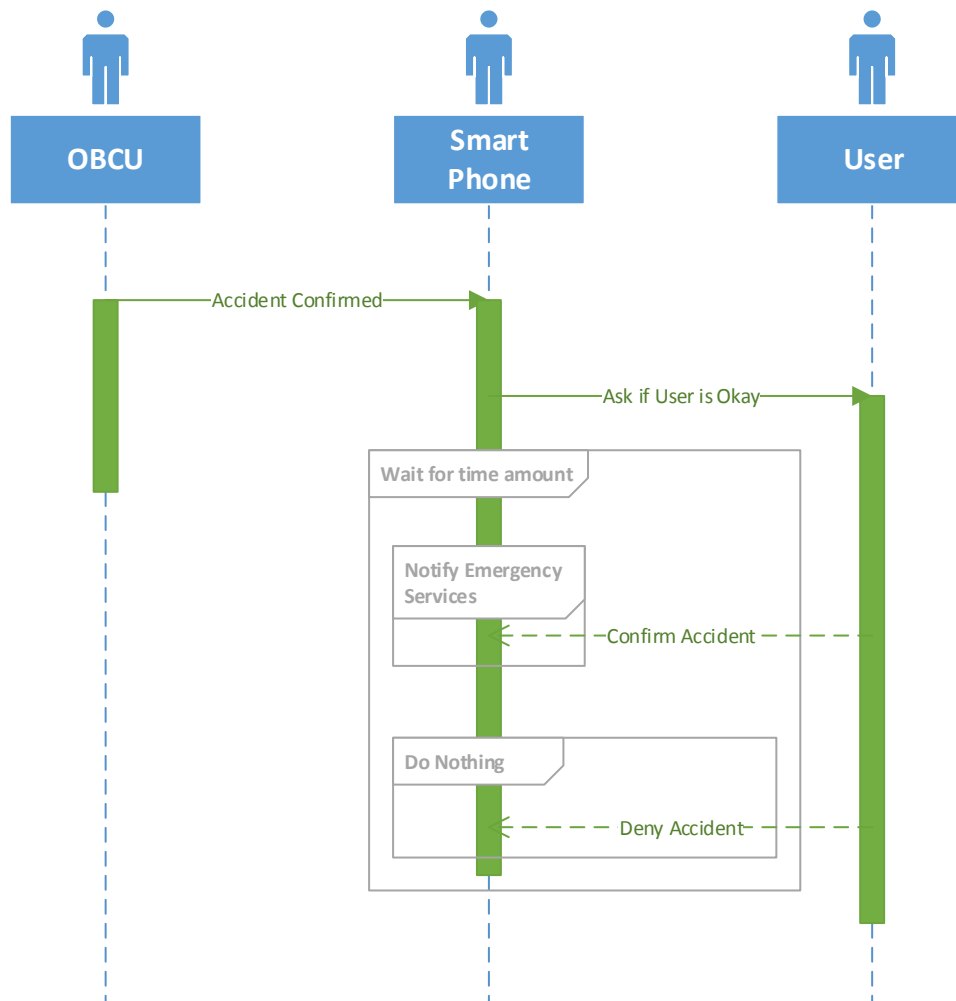 OBCU
Smart
Phone
User
Accident Confirmed
Ask if User is Okay
Wait for time amount
Notify Emergency
Services
Confirm Accident
Do Nothing
Deny Accident